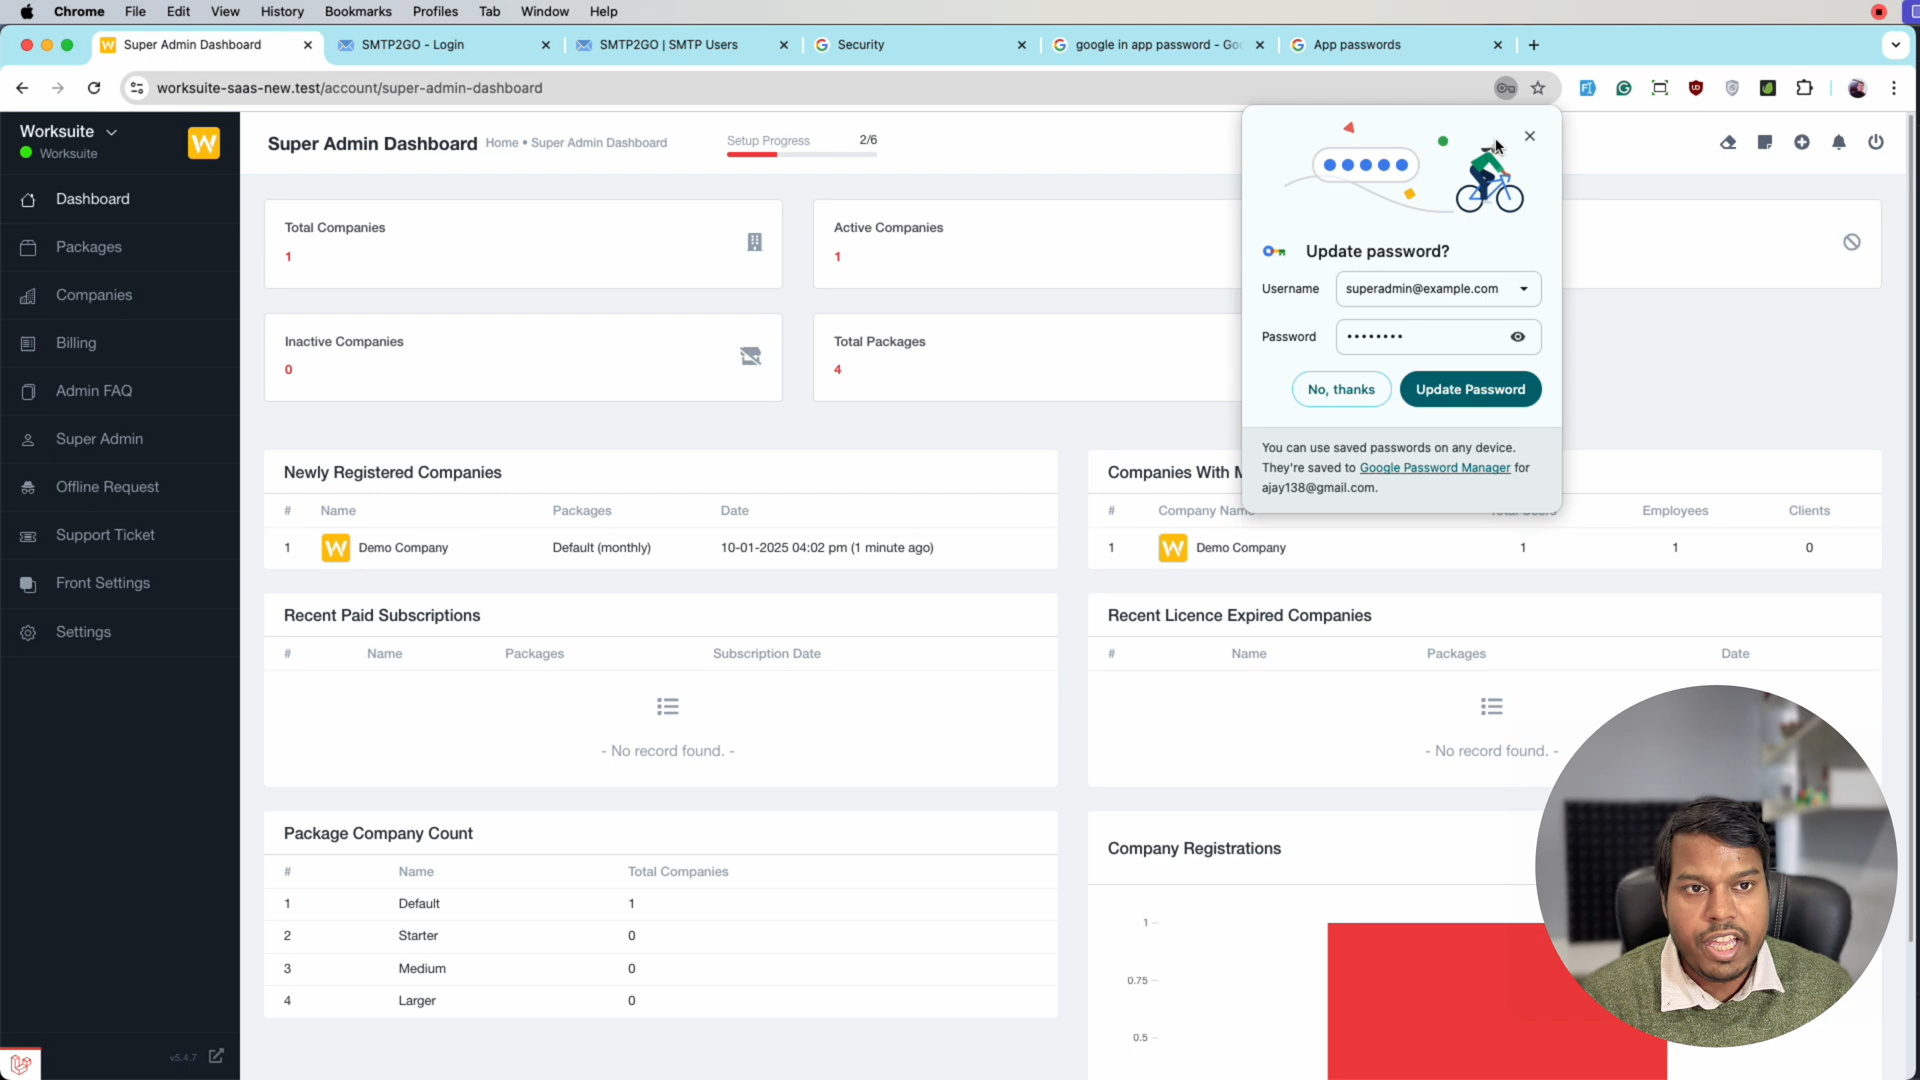 Chrome File Edit View History Bookmarks Profiles Tab Window Help
Super Admin Dashboard
SMTP2GO - Login
SMTP2GO | SMTP Users
Security
google in app password - Goo
App passwords
worksuite-saas-new.test/account/super-admin-dashboard
Worksuite
Worksuite
Dashboard
Packages
Companies
Billing
Admin FAQ
Super Admin
Offline Request
Support Ticket
Front Settings
Settings
v5.4.7
Super Admin Dashboard
Home • Super Admin Dashboard
Setup Progress 2/6
Total Companies
1
Active Companies
1
Inactive Companies
0
Total Packages
4
Update password?
Username superadmin@example.com
Password ••••••••
No, thanks
Update Password
You can use saved passwords on any device.
They're saved to Google Password Manager for
ajay138@gmail.com.
Newly Registered Companies
# Name Packages Date
1 Demo Company Default (monthly) 10-01-2025 04:02 pm (1 minute ago)
Companies With M
# Company Name Total Users Employees Clients
1 Demo Company 1 1 0
Recent Paid Subscriptions
# Name Packages Subscription Date
- No record found. -
Recent Licence Expired Companies
# Name Packages Date
- No record found. -
Package Company Count
# Name Total Companies
1 Default 1
2 Starter 0
3 Medium 0
4 Larger 0
Company Registrations
1
0.75
0.5